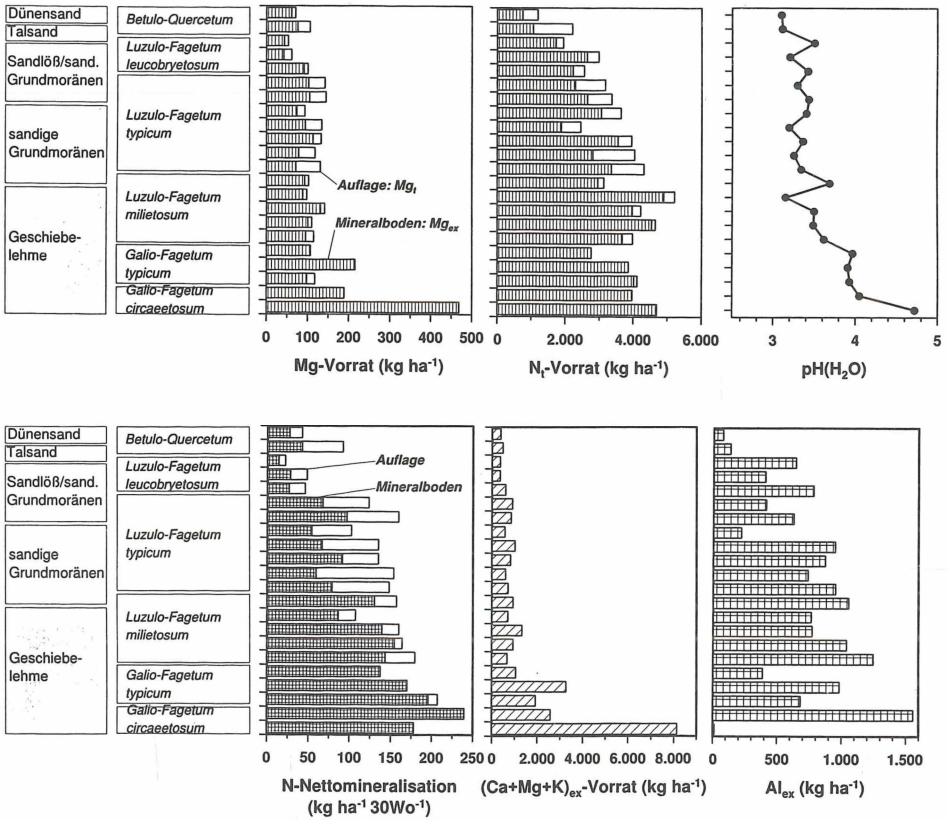 Dünensand
Talsand
Sandlöß/sand.
Grundmoränen
sandige
Grundmoränen
Geschiebe-
lehme
Betulo-Quercetum
Luzulo-Fagetum
leucobryetosum
Luzulo-Fagetum
typicum
Luzulo-Fagetum
milietosum
Galio-Fagetum
typicum
Galio-Fagetum
circaeetosum
Auflage: Mgt
Mineralboden: Mgex
0 100 200 300 400 500
Mg-Vorrat (kg ha-1)
0 2.000 4.000 6.000
Nt-Vorrat (kg ha-1)
3 4 5
pH(H2O)
Dünensand
Talsand
Sandlöß/sand.
Grundmoränen
sandige
Grundmoränen
Geschiebe-
lehme
Betulo-Quercetum
Luzulo-Fagetum
leucobryetosum
Luzulo-Fagetum
typicum
Luzulo-Fagetum
milietosum
Galio-Fagetum
typicum
Galio-Fagetum
circaeetosum
Auflage
Mineralboden
0 50 100 150 200 250
N-Nettomineralisation
(kg ha-1 30Wo-1)
0 2.000 4.000 6.000 8.000
(Ca+Mg+K)ex-Vorrat (kg ha-1)
0 500 1.000 1.500
Alex (kg ha-1)